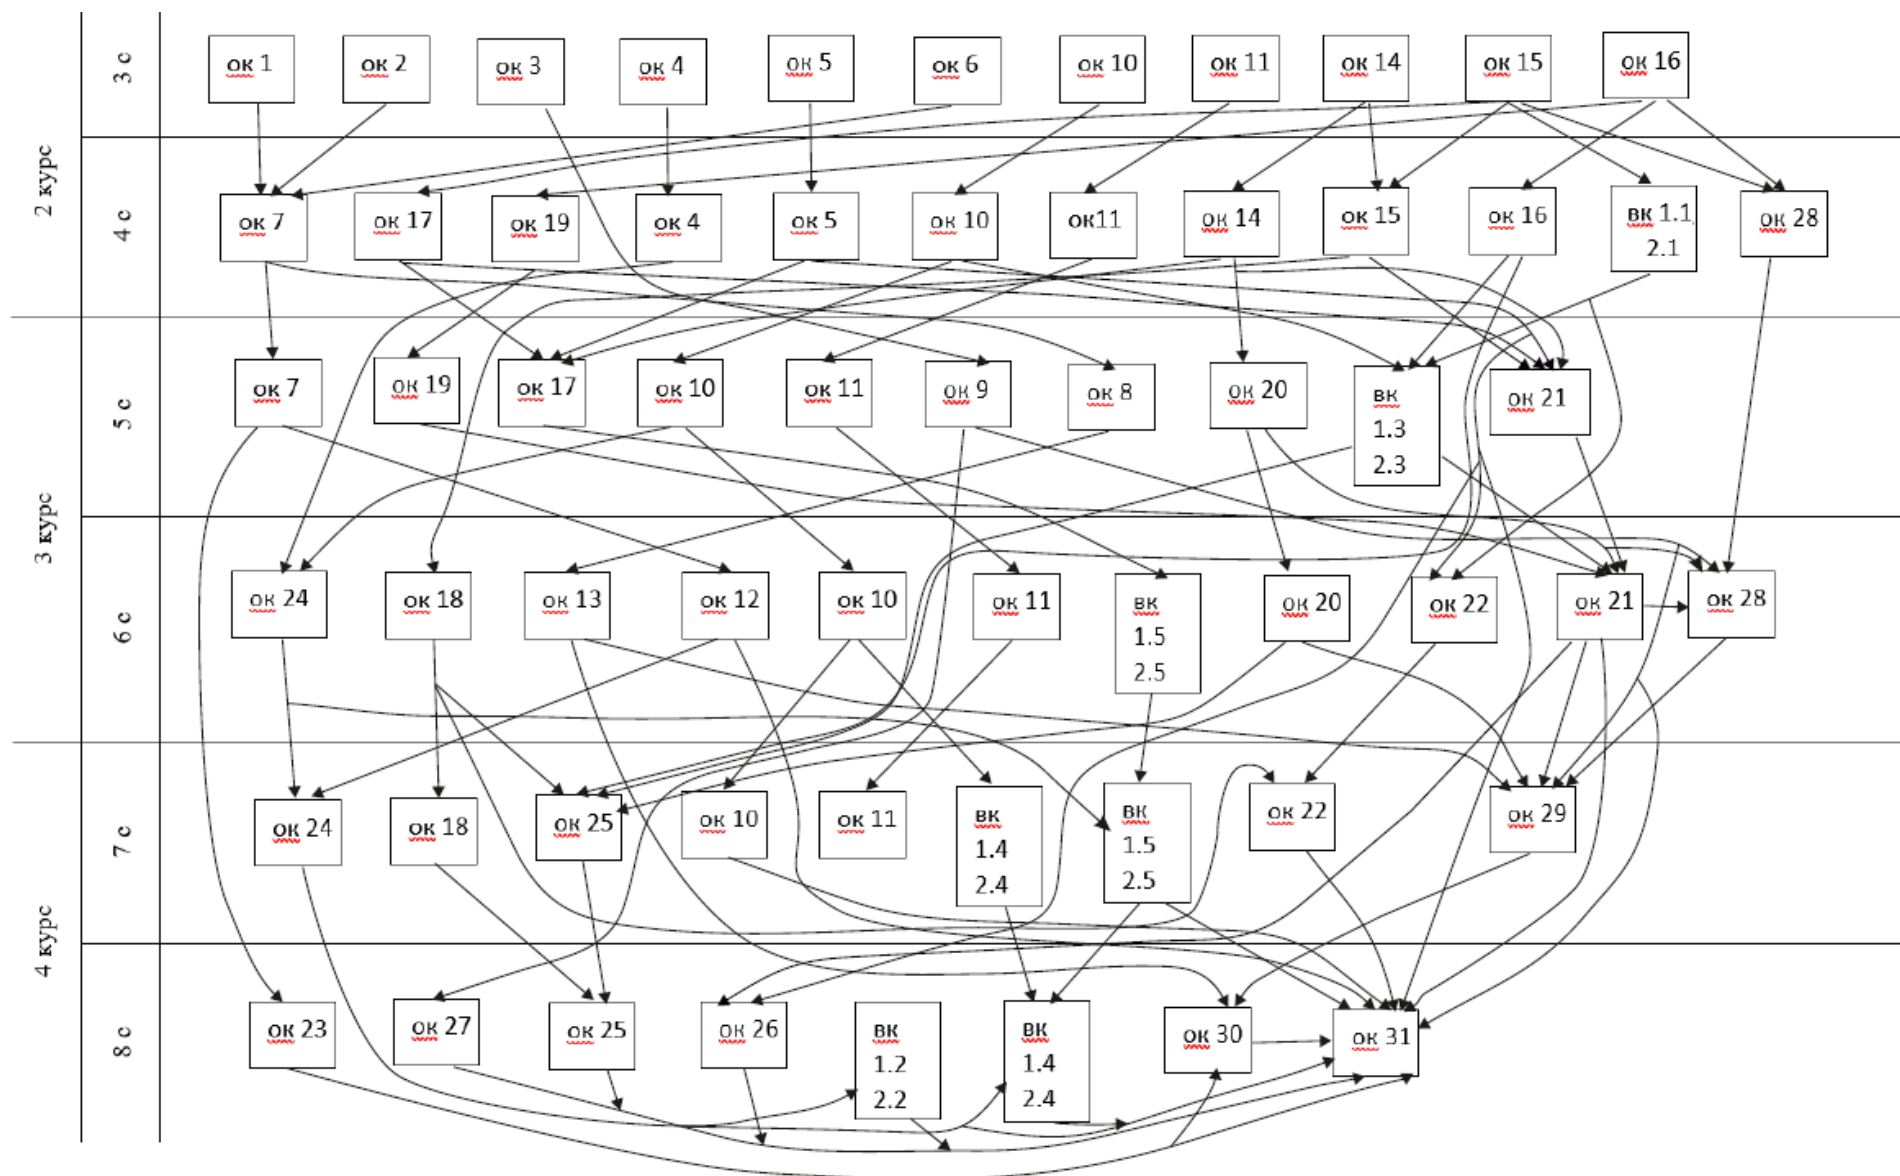 3 с
ок 1
ок 2
ок 3
ок 4
ок 5
ок 6
ок 10
ок 11
ок 14
ок 15
ок 16
2 курс
4 с
ок 7
ок 17
ок 19
ок 4
ок 5
ок 10
ок11
ок 14
ок 15
ок 16
вк 1.1
2.1
ок 28
5 с
ок 7
ок 19
ок 17
ок 10
ок 11
ок 9
ок 8
ок 20
вк
1.3
2.3
ок 21
3 курс
6 с
ок 24
ок 18
ок 13
ок 12
ок 10
ок 11
вк
1.5
2.5
ок 20
ок 22
ок 21
ок 28
7 с
ок 24
ок 18
ок 25
ок 10
ок 11
вк
1.4
2.4
вк
1.5
2.5
ок 22
ок 29
4 курс
8 с
ок 23
ок 27
ок 25
ок 26
вк
1.2
2.2
вк
1.4
2.4
ок 30
ок 31